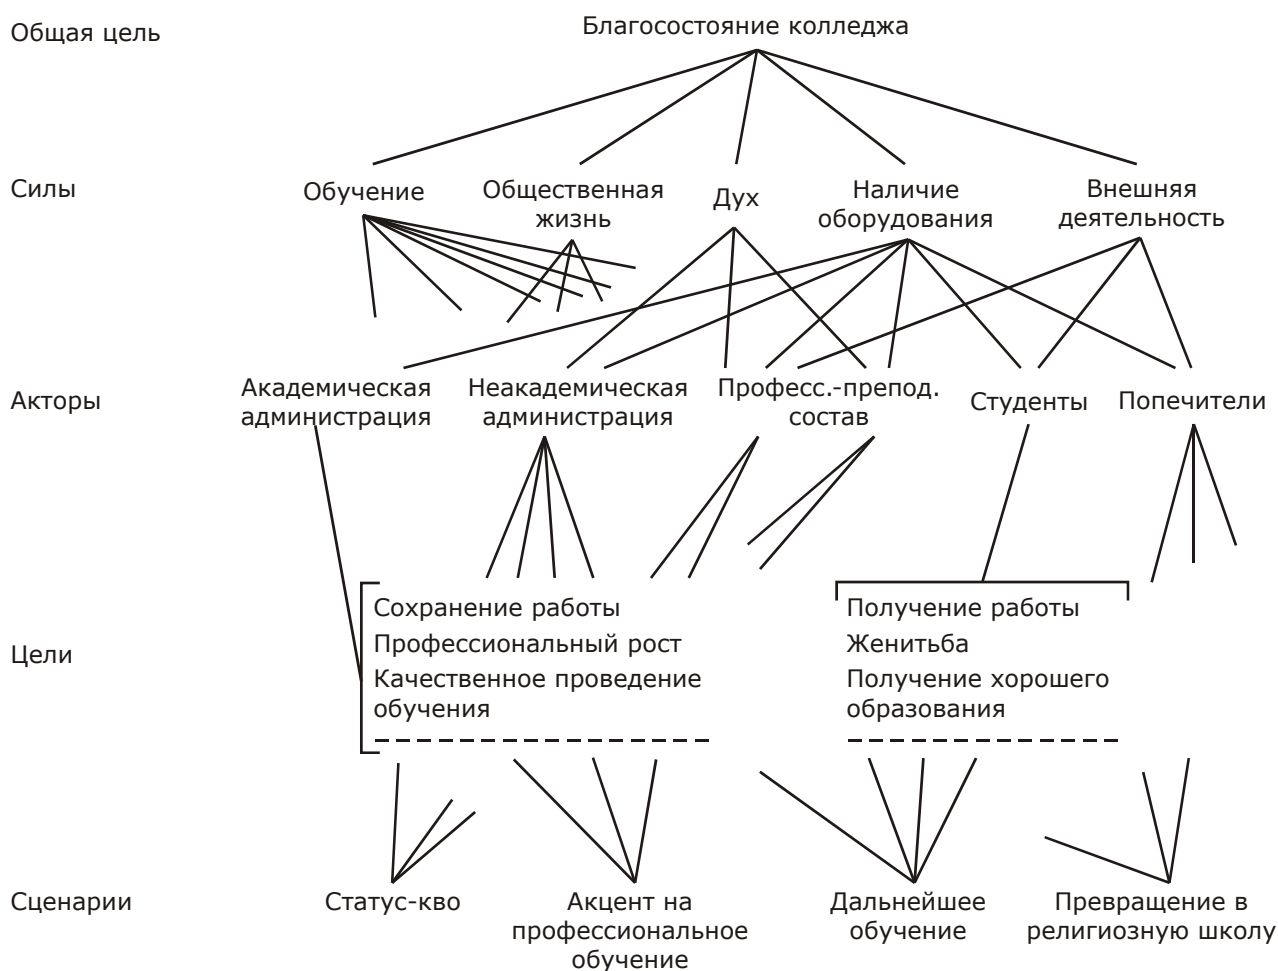 Общая цель
Благосостояние колледжа
Силы
Обучение
Общественная
жизнь
Дух
Наличие
оборудования
Внешняя
деятельность
Акторы
Академическая
администрация
Неакадемическая
администрация
Професс.-препод.
состав
Студенты
Попечители
Цели
Сохранение работы
Профессиональный рост
Качественное проведение
обучения
Получение работы
Женитьба
Получение хорошего
образования
Сценарии
Статус-кво
Акцент на
профессиональное
обучение
Дальнейшее
обучение
Превращение в
религиозную школу